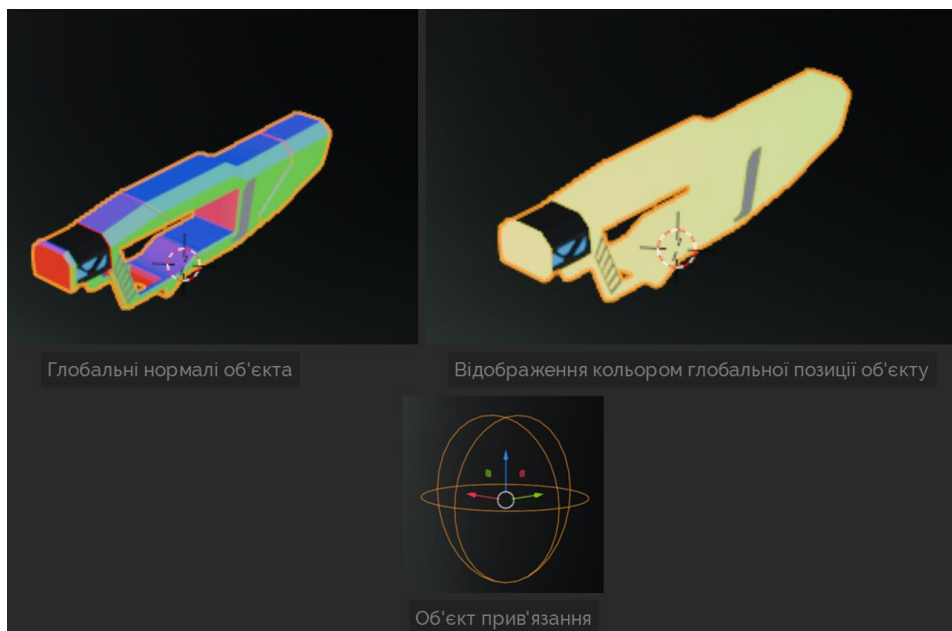 Глобальні нормалі об'єкта
Відображення кольором глобальної позиції об'єкту
Об'єкт прив'язання